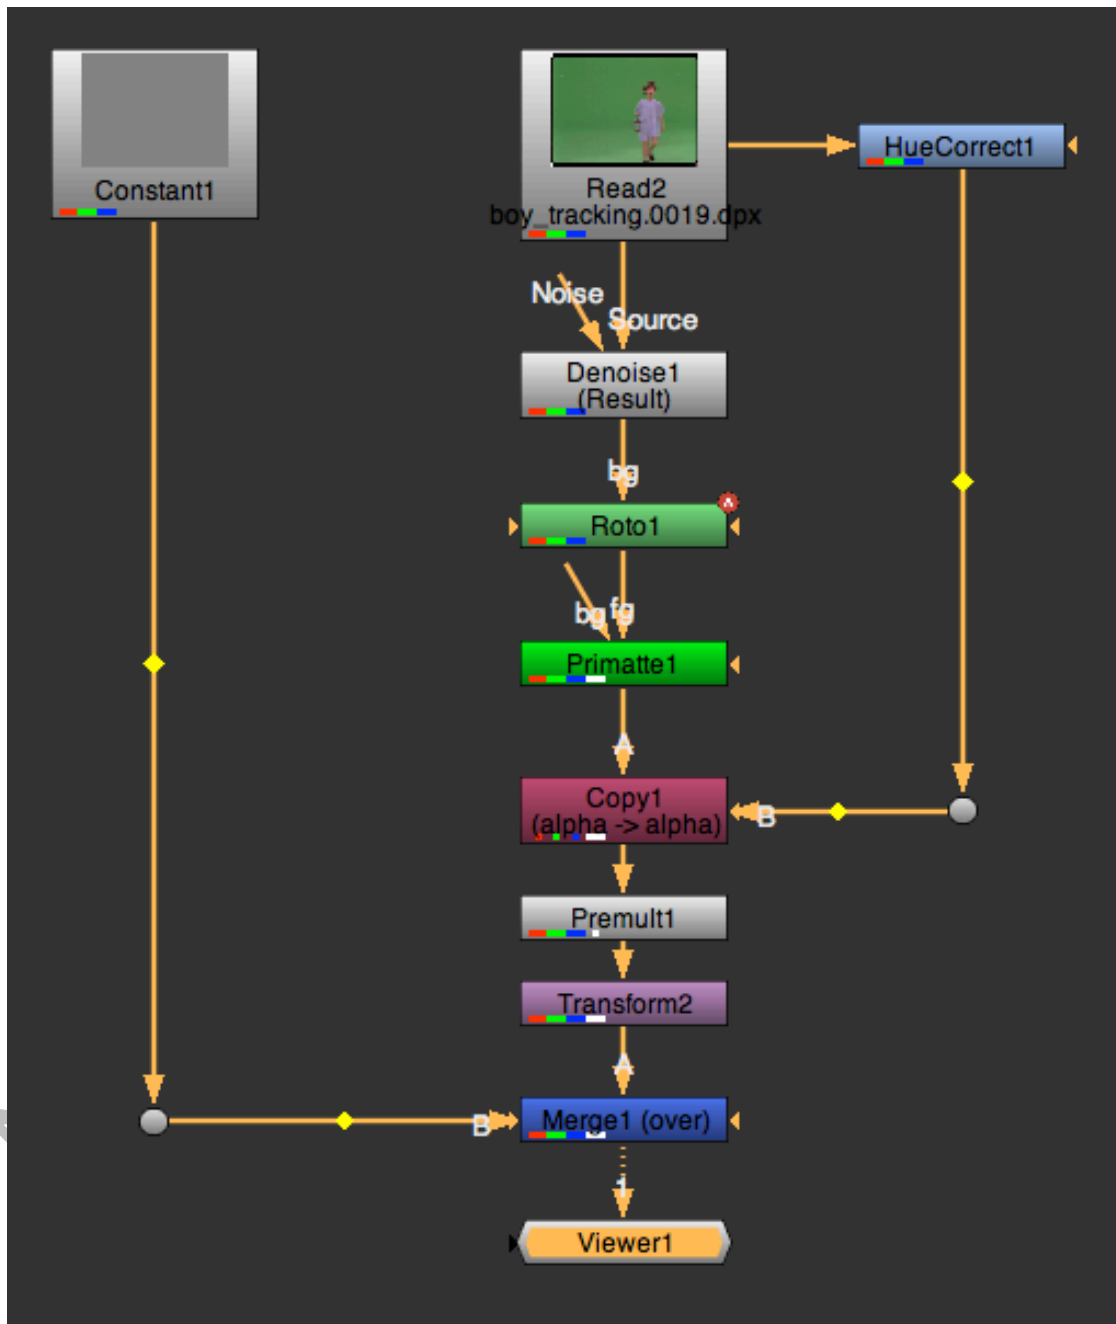 Constant1
Read2
boy_tracking.0019.dpx
HueCorrect1
Noise
Source
Denoise1
(Result)
bg
Roto1
bg
fg
Primatte1
A
Copy1
(alpha -> alpha)
B
Premult1
Transform2
A
B
Merge1 (over)
1
Viewer1